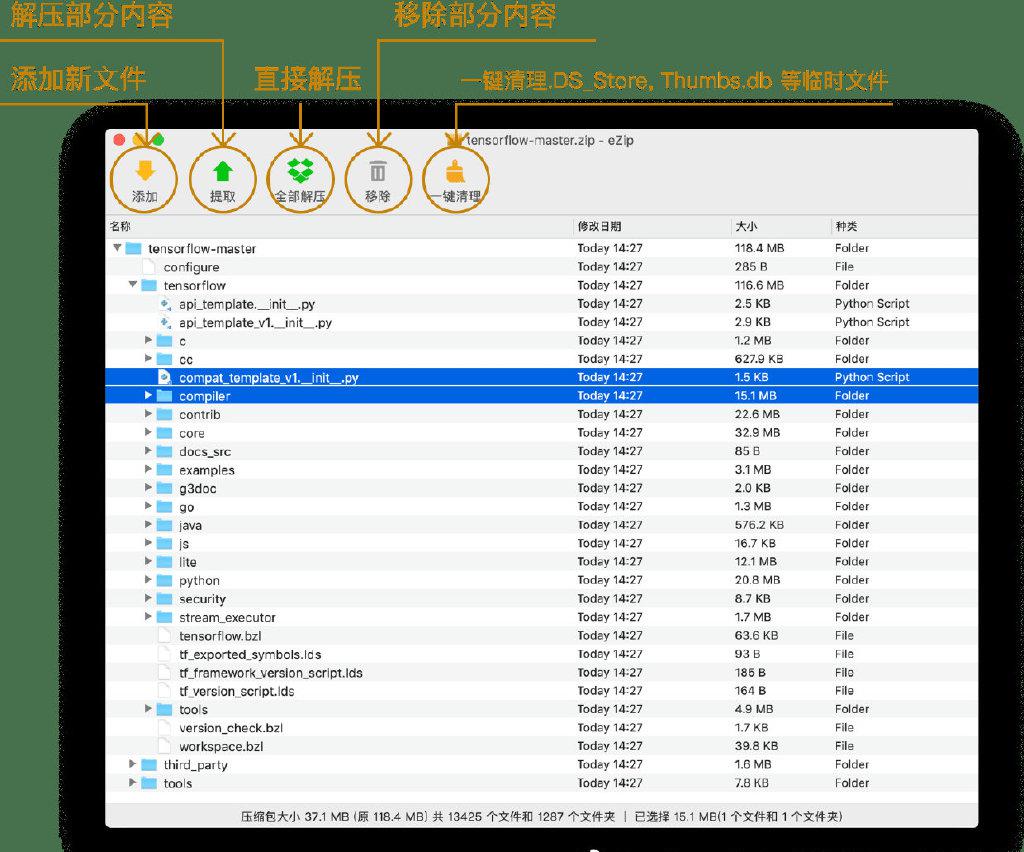 解压部分内容 移除部分内容
添加新文件 直接解压 一键清理.DS_Store, Thumbs.db 等临时文件
tensorflow-master.zip - eZip
添加 提取 全部解压 移除 一键清理
名称 修改日期 大小 种类
tensorflow-master Today 14:27 118.4 MB Folder
configure Today 14:27 285 B File
tensorflow Today 14:27 116.6 MB Folder
api_template.__init__.py Today 14:27 2.5 KB Python Script
api_template_v1.__init__.py Today 14:27 2.9 KB Python Script
c Today 14:27 1.2 MB Folder
cc Today 14:27 627.9 KB Folder
compat_template_v1.__init__.py Today 14:27 1.5 KB Python Script
compiler Today 14:27 15.1 MB Folder
contrib Today 14:27 22.6 MB Folder
core Today 14:27 32.9 MB Folder
docs_src Today 14:27 85 B Folder
examples Today 14:27 3.1 MB Folder
g3doc Today 14:27 2.0 KB Folder
go Today 14:27 1.3 MB Folder
java Today 14:27 576.2 KB Folder
js Today 14:27 16.7 KB Folder
lite Today 14:27 12.1 MB Folder
python Today 14:27 20.8 MB Folder
security Today 14:27 8.7 KB Folder
stream_executor Today 14:27 1.7 MB Folder
tensorflow.bzl Today 14:27 63.6 KB File
tf_exported_symbols.lds Today 14:27 93 B File
tf_framework_version_script.lds Today 14:27 185 B File
tf_version_script.lds Today 14:27 164 B File
tools Today 14:27 4.9 MB Folder
version_check.bzl Today 14:27 1.7 KB File
workspace.bzl Today 14:27 39.8 KB File
third_party Today 14:27 1.6 MB Folder
tools Today 14:27 7.8 KB Folder
压缩包大小 37.1 MB (原 118.4 MB) 共 13425 个文件和 1287 个文件夹 | 已选择 15.1 MB(1 个文件和 1 个文件夹)